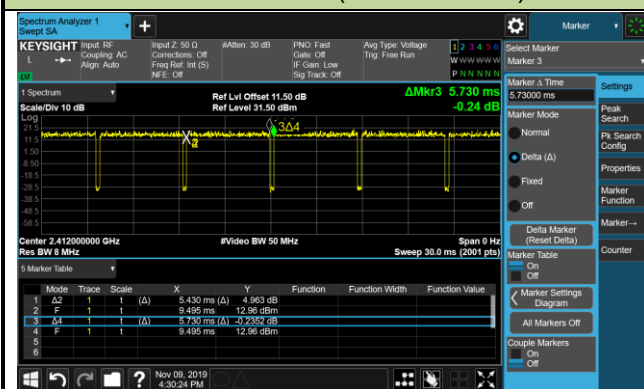 Spectrum Analyzer 1
Swept SA
+
Marker
KEYSIGHT Input: RF Input Z: 50 Ω #Atten: 30 dB PNO: Fast Avg Type: Voltage 1 2 3 4 5 6
L Coupling: AC Corrections: Off Gate: Off Trig: Free Run
Align: Auto Freq Ref: Int (S) IF Gain: Low W W W W W W
NFE: Off Sig Track: Off P N N N N N
Select Marker
Marker 3
1 Spectrum
Scale/Div 10 dB
Ref Lvl Offset 11.50 dB
Ref Level 31.50 dBm
ΔMkr3 5.730 ms
-0.24 dB
Log
21.5
11.5
1.50
-8.50
-18.5
-28.5
-38.5
-48.5
-58.5
3Δ4
Center 2.412000000 GHz #Video BW 50 MHz Span 0 Hz
Res BW 8 MHz Sweep 30.0 ms (2001 pts)
5 Marker Table
Mode Trace Scale X Y Function Function Width Function Value
1 Δ2 1 t (Δ) 5.430 ms (Δ) 4.963 dB
2 F 1 t 9.495 ms 12.96 dBm
3 Δ4 1 t (Δ) 5.730 ms (Δ) -0.2352 dB
4 F 1 t 9.495 ms 12.96 dBm
5
6
Marker Δ Time
5.73000 ms
Marker Mode
Normal
Delta (Δ)
Fixed
Off
Delta Marker
(Reset Delta)
Marker Table
On
Off
Marker Settings
Diagram
All Markers Off
Couple Markers
On
Off
Settings
Peak
Search
Pk Search
Config
Properties
Marker
Function
Marker→
Counter
?
Nov 09, 2019
4:30:24 PM